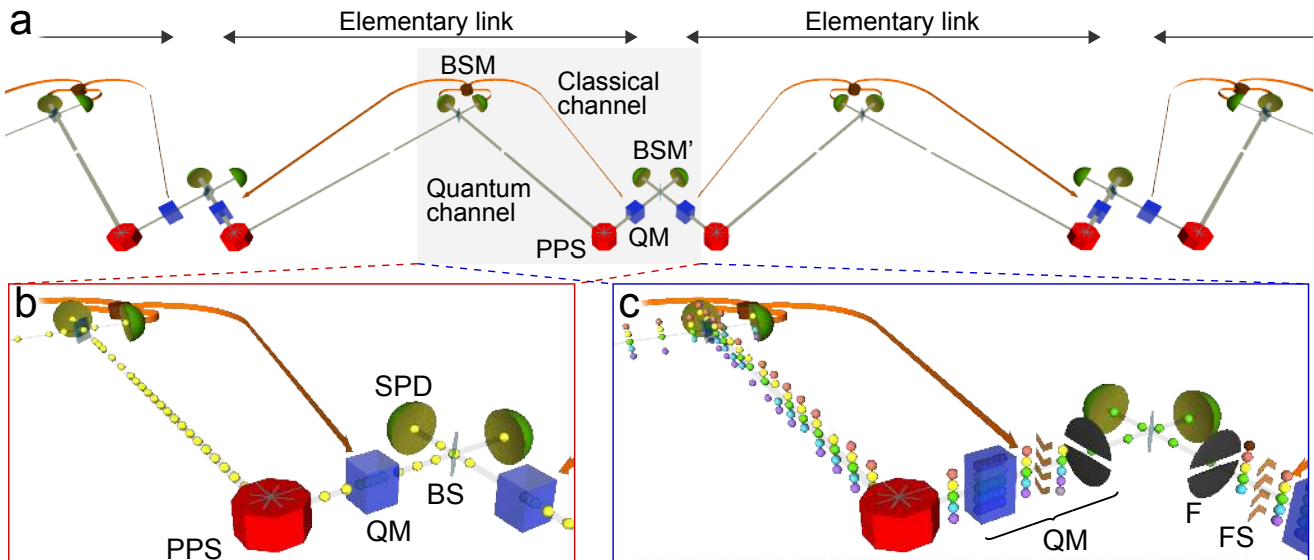 a
Elementary link
Elementary link
BSM
Classical
channel
BSM’
Quantum
channel
PPS
QM
b
SPD
BS
QM
PPS
c
F
QM
FS